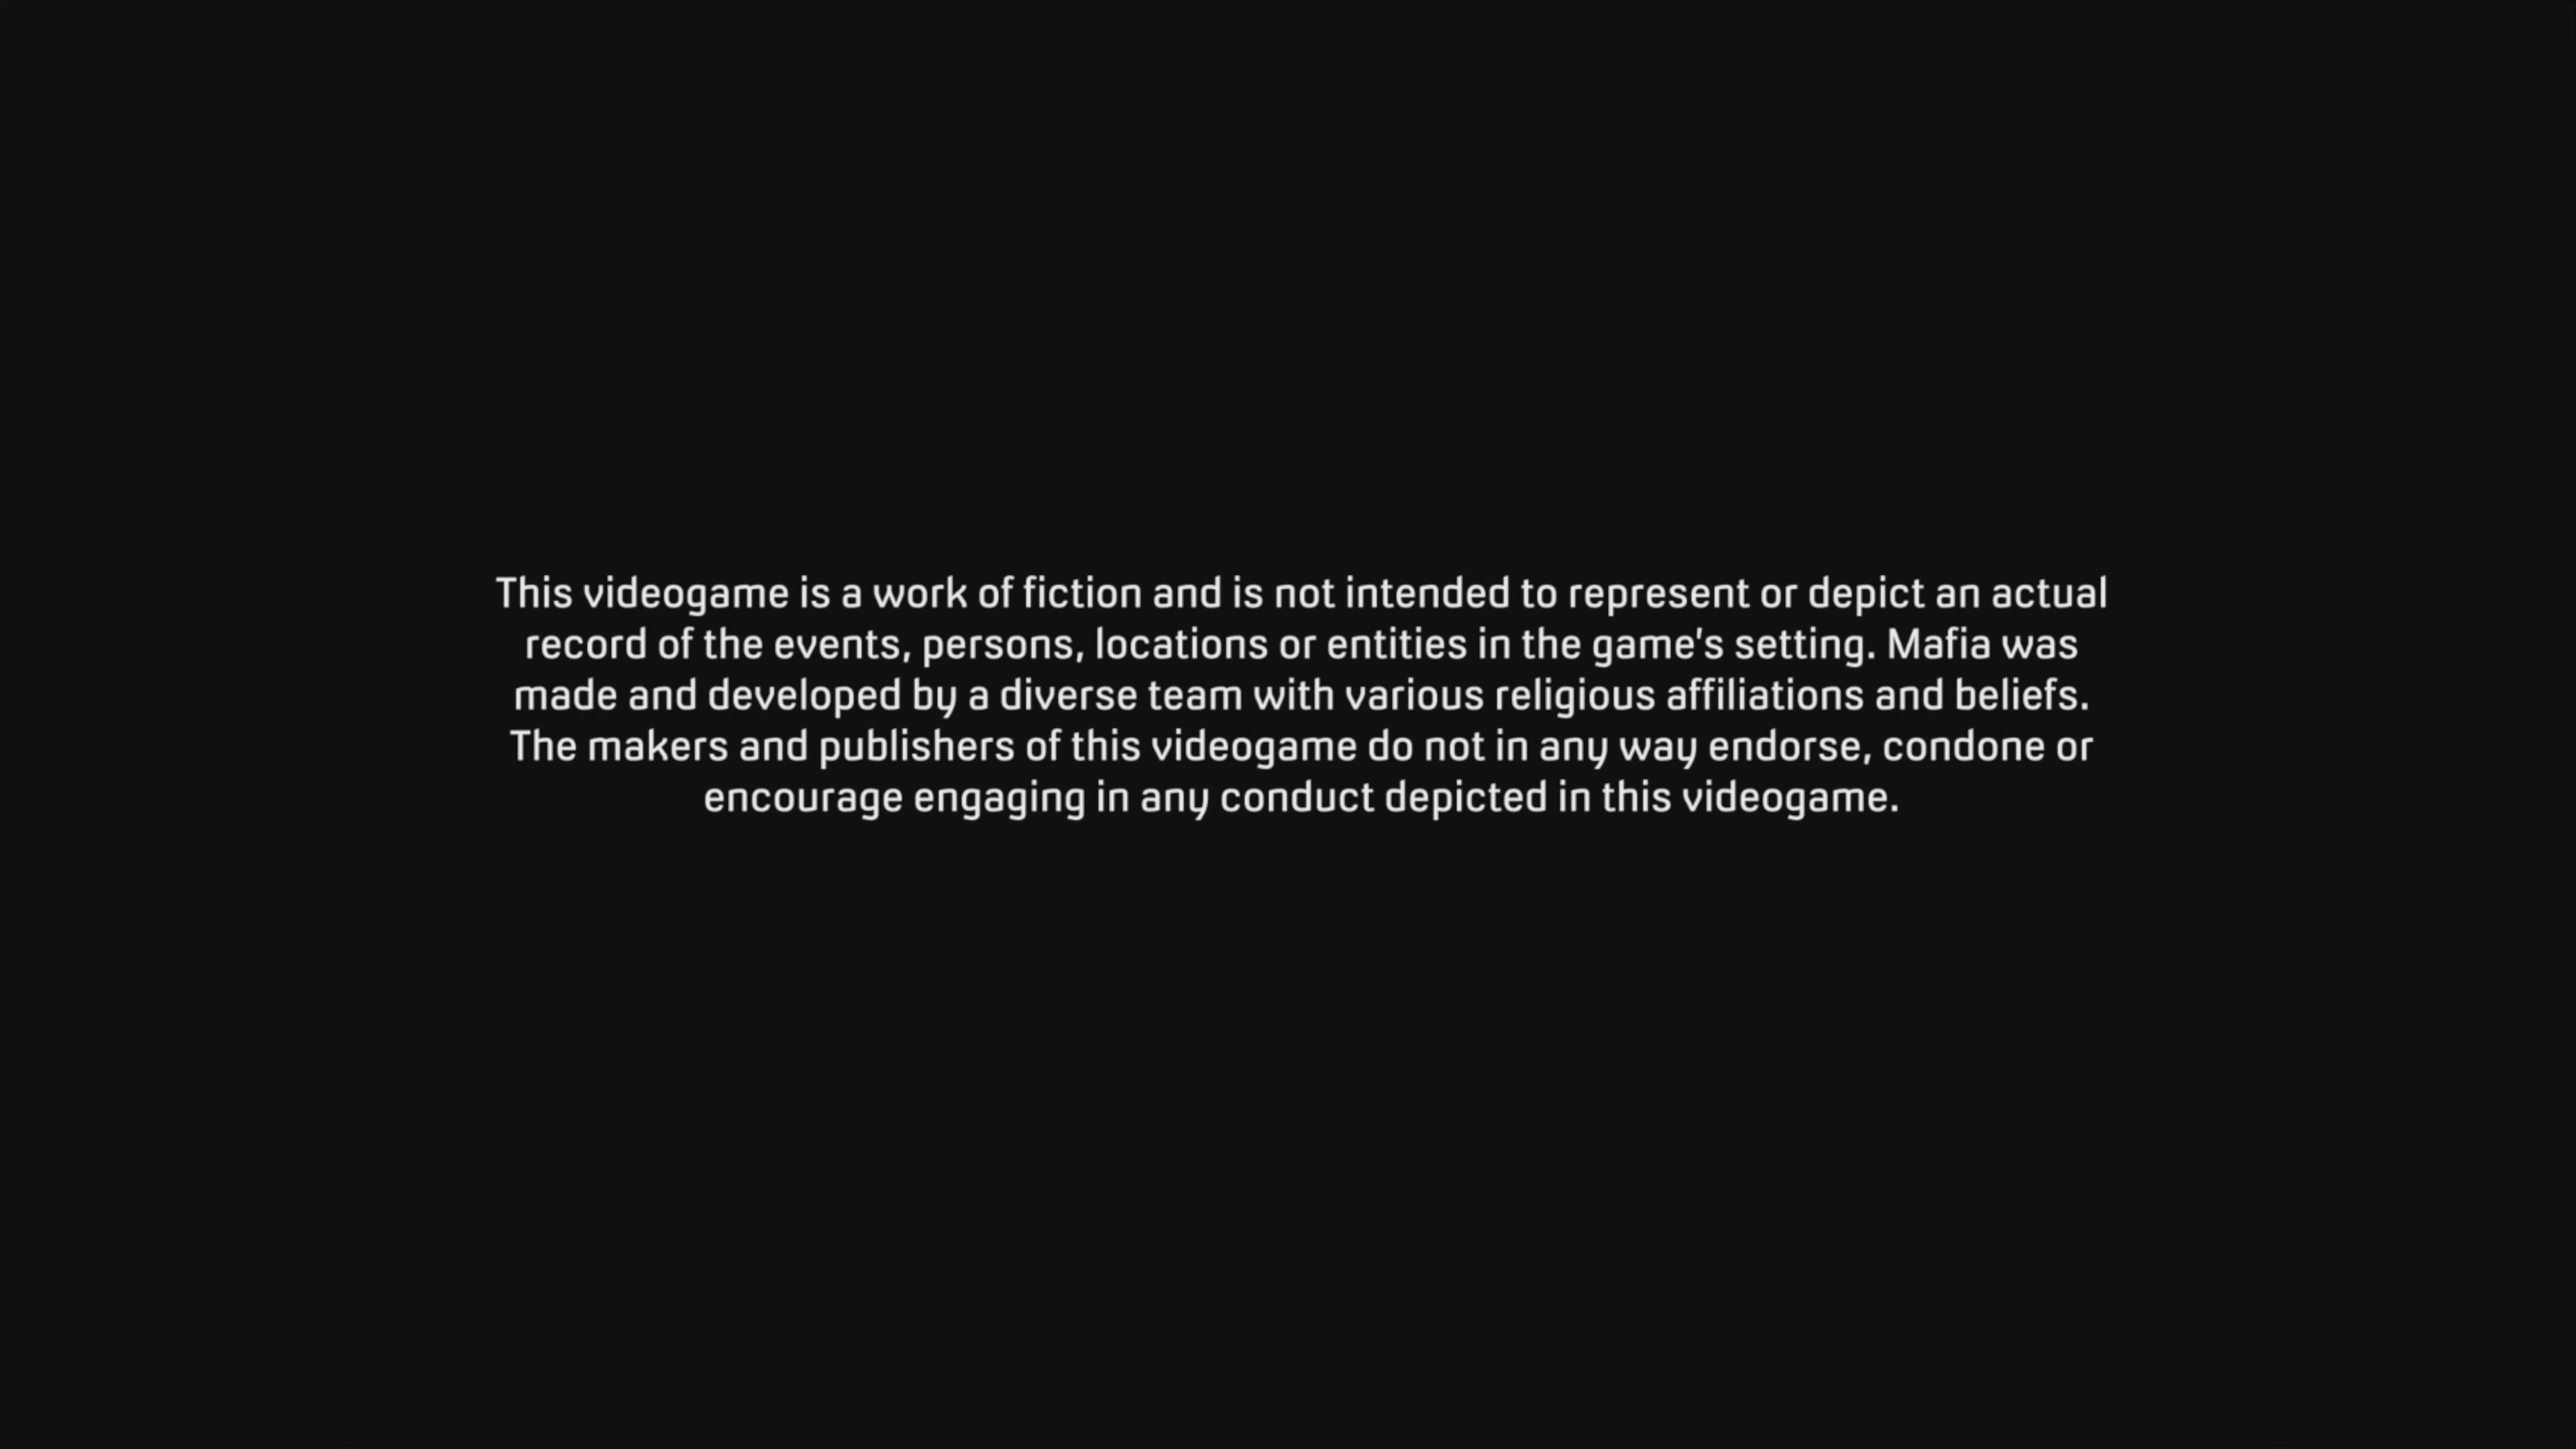 This videogame is a work of fiction and is not intended to represent or depict an actual
record of the events, persons, locations or entities in the game's setting. Mafia was
made and developed by a diverse team with various religious affiliations and beliefs.
The makers and publishers of this videogame do not in any way endorse, condone or
encourage engaging in any conduct depicted in this videogame.